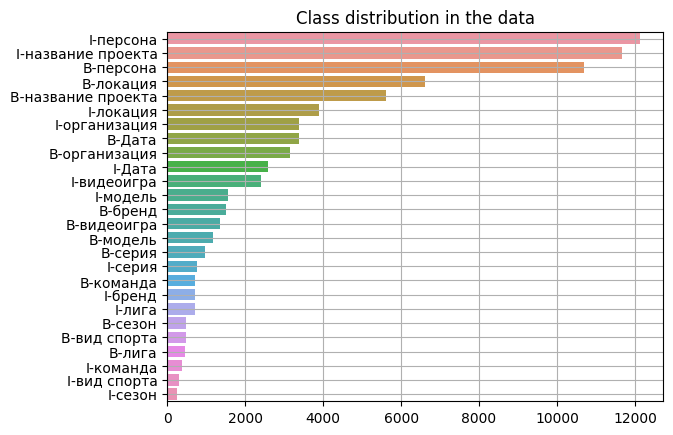 Class distribution in the data
I-персона
I-название проекта
B-персона
B-локация
B-название проекта
I-локация
I-организация
B-Дата
B-организация
I-Дата
I-видеоигра
I-модель
B-бренд
B-видеоигра
B-модель
B-серия
I-серия
B-команда
I-бренд
I-лига
B-сезон
B-вид спорта
B-лига
I-команда
I-вид спорта
I-сезон
0 2000 4000 6000 8000 10000 12000